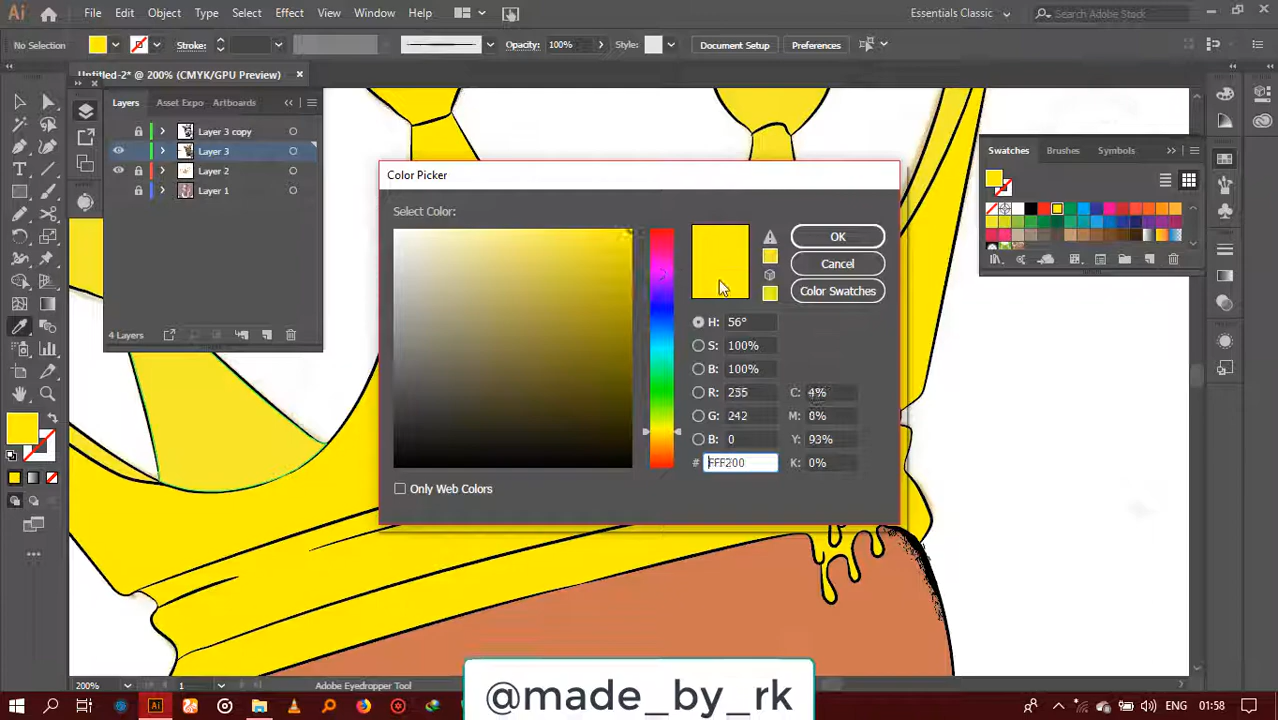 Ai File Edit Object Type Select Effect View Window Help Essentials Classic Search Adobe Stock
No Selection Stroke: Opacity: 100% Style: Document Setup Preferences
Untitled-2* @ 200% (CMYK/GPU Preview)
Layers Asset Expo Artboards
Layer 3 copy
Layer 3
Layer 2
Layer 1
4 Layers
Swatches Brushes Symbols
Color Picker
Select Color:
OK
Cancel
Color Swatches
H: 56°
S: 100%
B: 100%
R: 255 C: 4%
G: 242 M: 0%
B: 0 Y: 93%
# FFF200 K: 0%
Only Web Colors
200% 1 Adobe Eyedropper Tool
@made_by_rk
Ai ENG 01:58